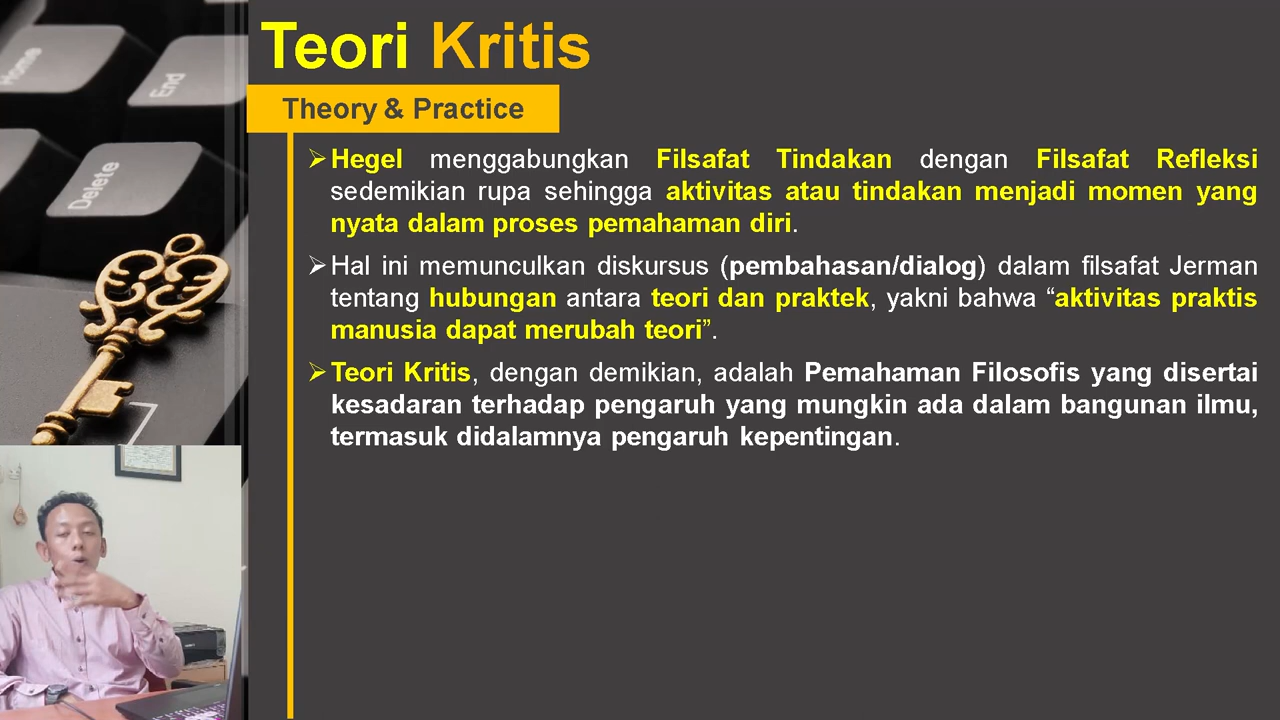 Home
End
Delete
Teori Kritis
Theory & Practice
➢Hegel menggabungkan Filsafat Tindakan dengan Filsafat Refleksi
sedemikian rupa sehingga aktivitas atau tindakan menjadi momen yang
nyata dalam proses pemahaman diri.
➢Hal ini memunculkan diskursus (pembahasan/dialog) dalam filsafat Jerman
tentang hubungan antara teori dan praktek, yakni bahwa “aktivitas praktis
manusia dapat merubah teori”.
➢Teori Kritis, dengan demikian, adalah Pemahaman Filosofis yang disertai
kesadaran terhadap pengaruh yang mungkin ada dalam bangunan ilmu,
termasuk didalamnya pengaruh kepentingan.